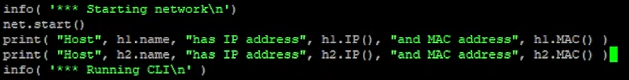 info( '*** Starting network\n')
net.start()
print( "Host", h1.name, "has IP address", h1.IP(), "and MAC address", h1.MAC() )
print( "Host", h2.name, "has IP address", h2.IP(), "and MAC address", h2.MAC() )
info( '*** Running CLI\n' )